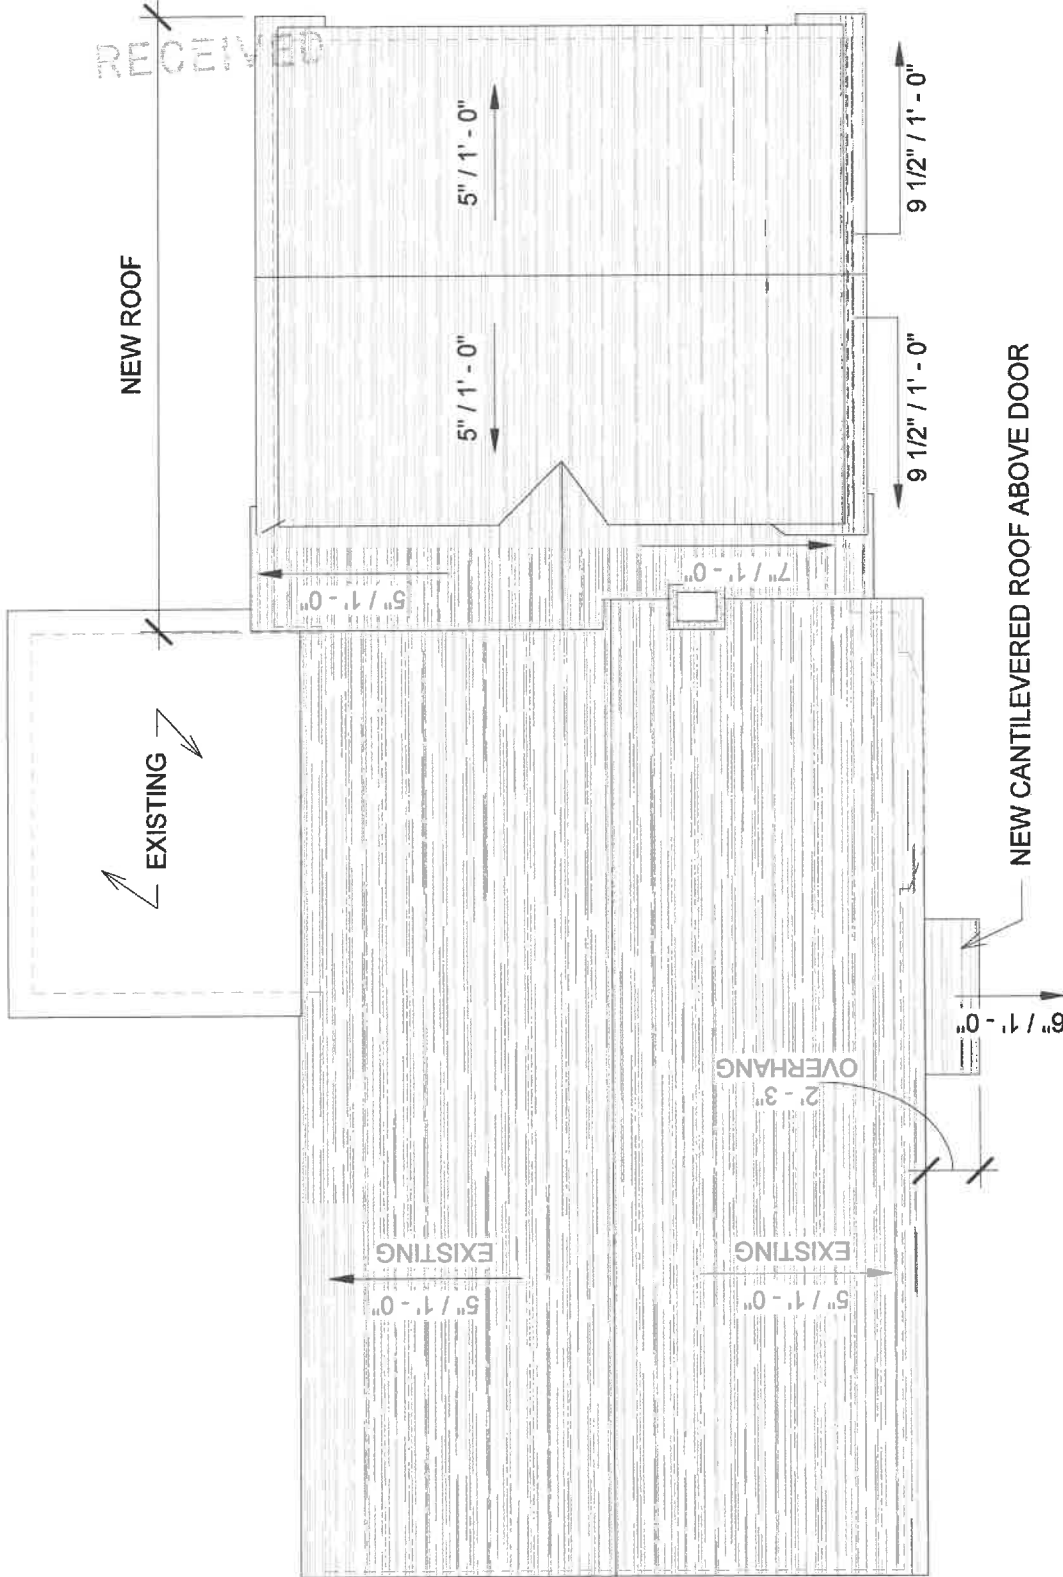 RECEIVED
NEW ROOF
5" / 1' - 0"
9 1/2" / 1' - 0"
5" / 1' - 0"
9 1/2" / 1' - 0"
5" / 1' - 0"
7" / 1' - 0"
EXISTING
NEW CANTILEVERED ROOF ABOVE DOOR
6" / 1' - 0"
2' - 3"
OVERHANG
5" / 1' - 0"
EXISTING
5" / 1' - 0"
EXISTING